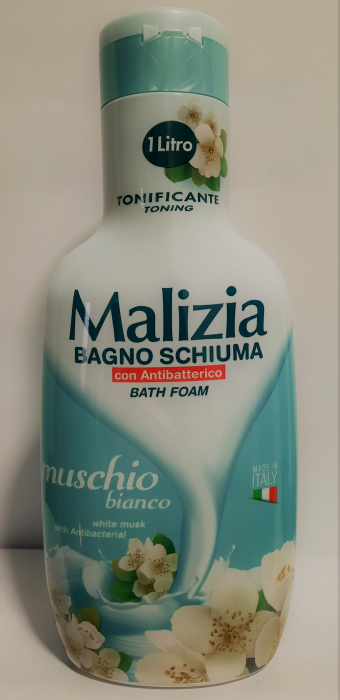 1 Litro
TONIFICANTE
TONING
Malizia
BAGNO SCHIUMA
con Antibatterico
BATH FOAM
muschio
bianco
MADE IN
ITALY
white musk
with Antibacterial